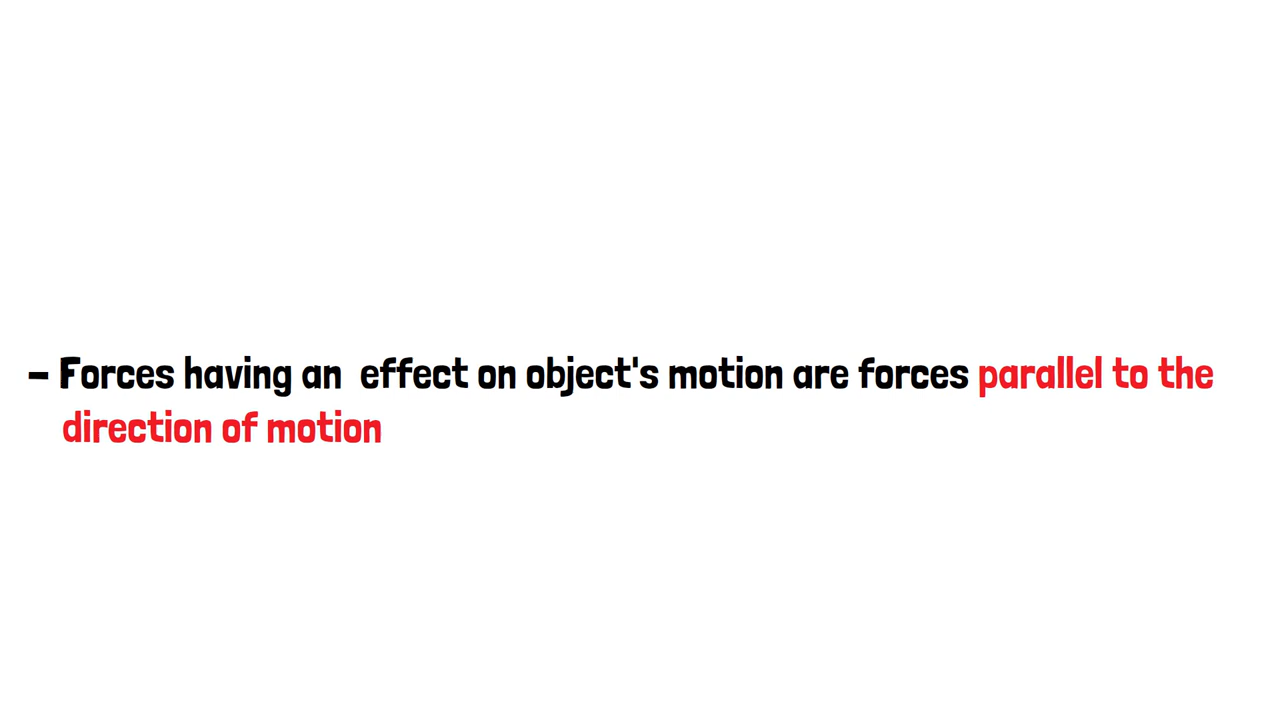 - Forces having an  effect on object's motion are forces parallel to the
direction of motion